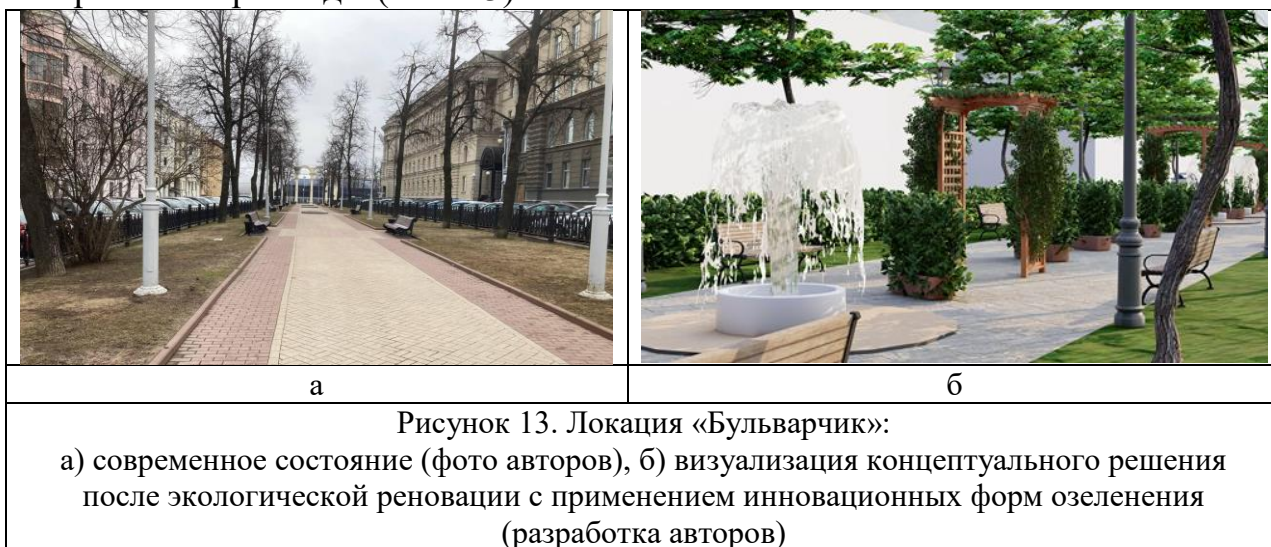 а
б
Рисунок 13. Локация «Бульварчик»:
а) современное состояние (фото авторов), б) визуализация концептуального решения
после экологической реновации с применением инновационных форм озеленения
(разработка авторов)